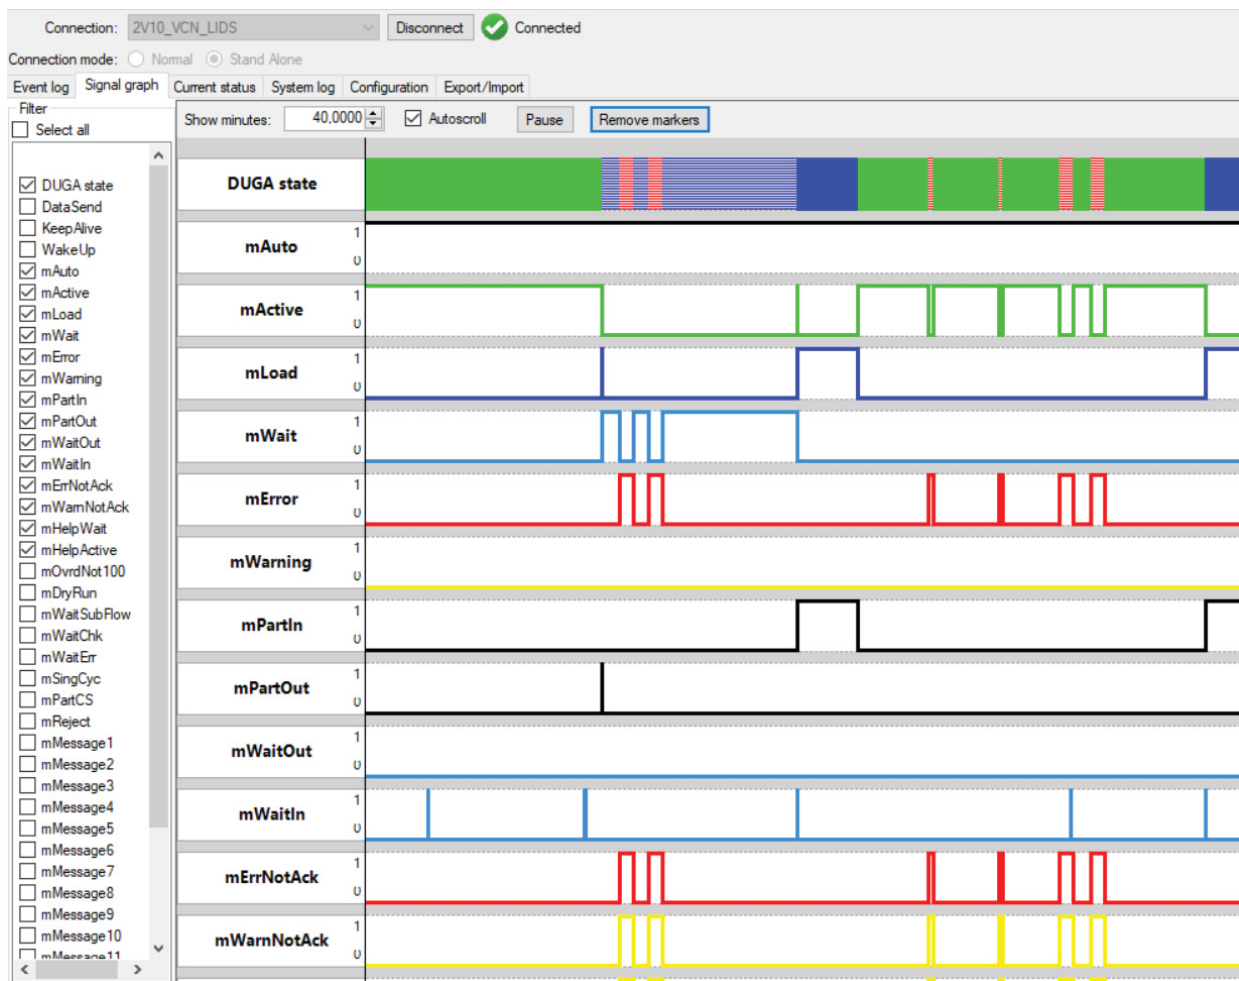 Connection: 2V10_VCN_LIDS Disconnect Connected
Connection mode: Normal Stand Alone
Event log Signal graph Current status System log Configuration Export/Import
Filter
Select all
Show minutes: 40,0000 Autoscroll Pause Remove markers
DUGA state
DataSend
KeepAlive
WakeUp
mAuto
mActive
mLoad
mWait
mError
mWarning
mPartIn
mPartOut
mWaitOut
mWaitIn
mErrNotAck
mWarnNotAck
mHelpWait
mHelpActive
mOvrdNot100
mDryRun
mWaitSubFlow
mWaitChk
mWaitErr
mSingCyc
mPartCS
mReject
mMessage1
mMessage2
mMessage3
mMessage4
mMessage5
mMessage6
mMessage7
mMessage8
mMessage9
mMessage10
mMessage11
DUGA state
1
mAuto
0
1
mActive
0
1
mLoad
0
1
mWait
0
1
mError
0
1
mWarning
0
1
mPartIn
0
1
mPartOut
0
1
mWaitOut
0
1
mWaitIn
0
1
mErrNotAck
0
1
mWarnNotAck
0